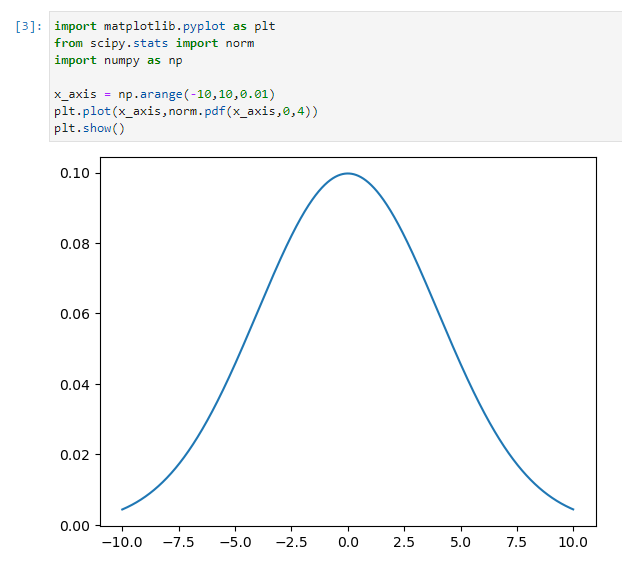 [3]: import matplotlib.pyplot as plt
from scipy.stats import norm
import numpy as np
x_axis = np.arange(-10,10,0.01)
plt.plot(x_axis,norm.pdf(x_axis,0,4))
plt.show()
0.10
0.08
0.06
0.04
0.02
0.00
−10.0 −7.5 −5.0 −2.5 0.0 2.5 5.0 7.5 10.0